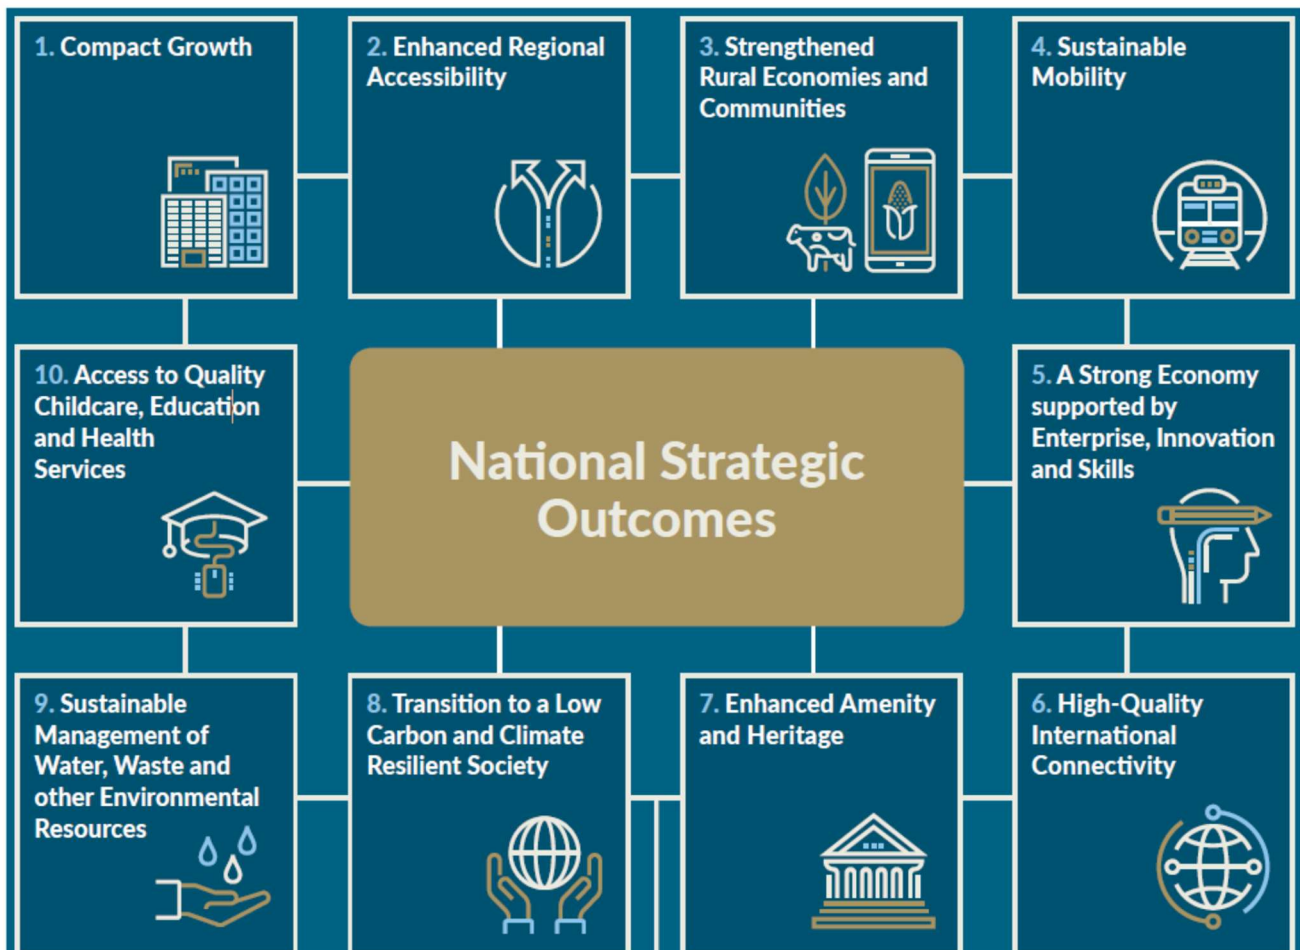 1. Compact Growth
2. Enhanced Regional
Accessibility
3. Strengthened
Rural Economies and
Communities
4. Sustainable
Mobility
10. Access to Quality
Childcare, Education
and Health
Services
National Strategic
Outcomes
5. A Strong Economy
supported by
Enterprise, Innovation
and Skills
9. Sustainable
Management of
Water, Waste and
other Environmental
Resources
8. Transition to a Low
Carbon and Climate
Resilient Society
7. Enhanced Amenity
and Heritage
6. High-Quality
International
Connectivity